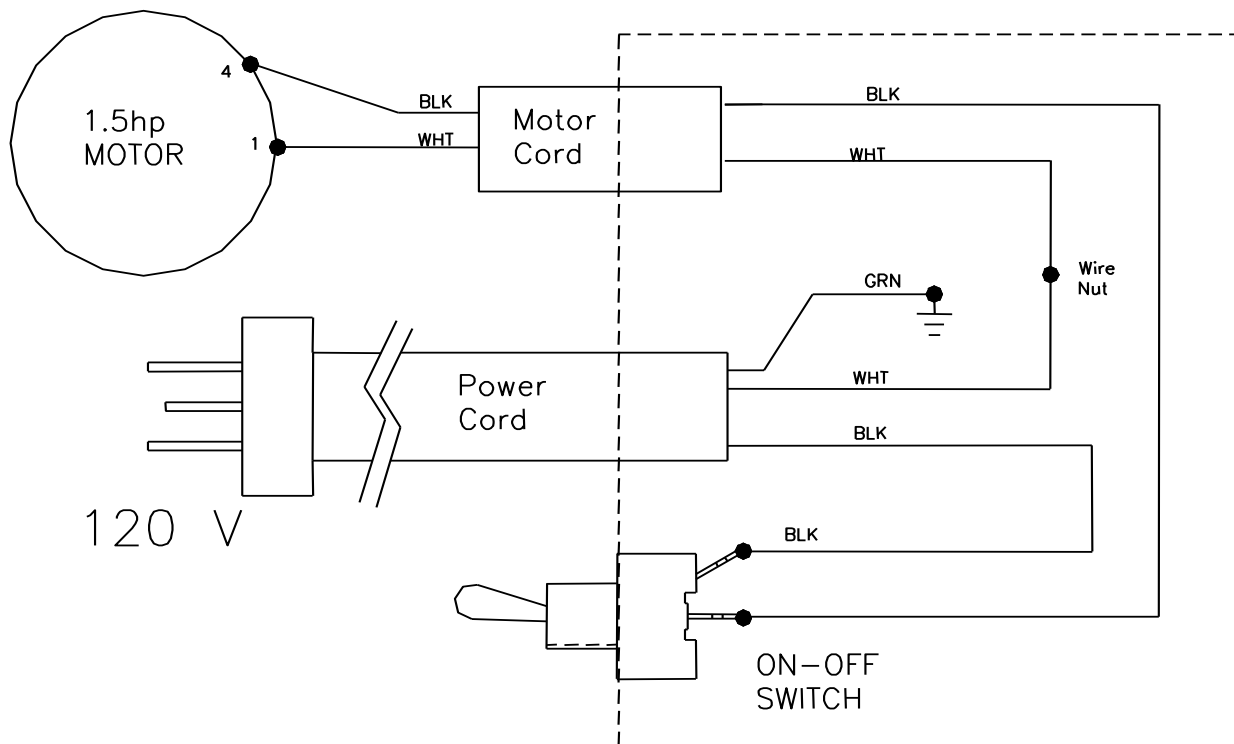 4
BLK
BLK
1.5hp
MOTOR
Motor
Cord
1
WHT
WHT
GRN
Wire
Nut
Power
Cord
WHT
BLK
120 V
BLK
ON-OFF
SWITCH